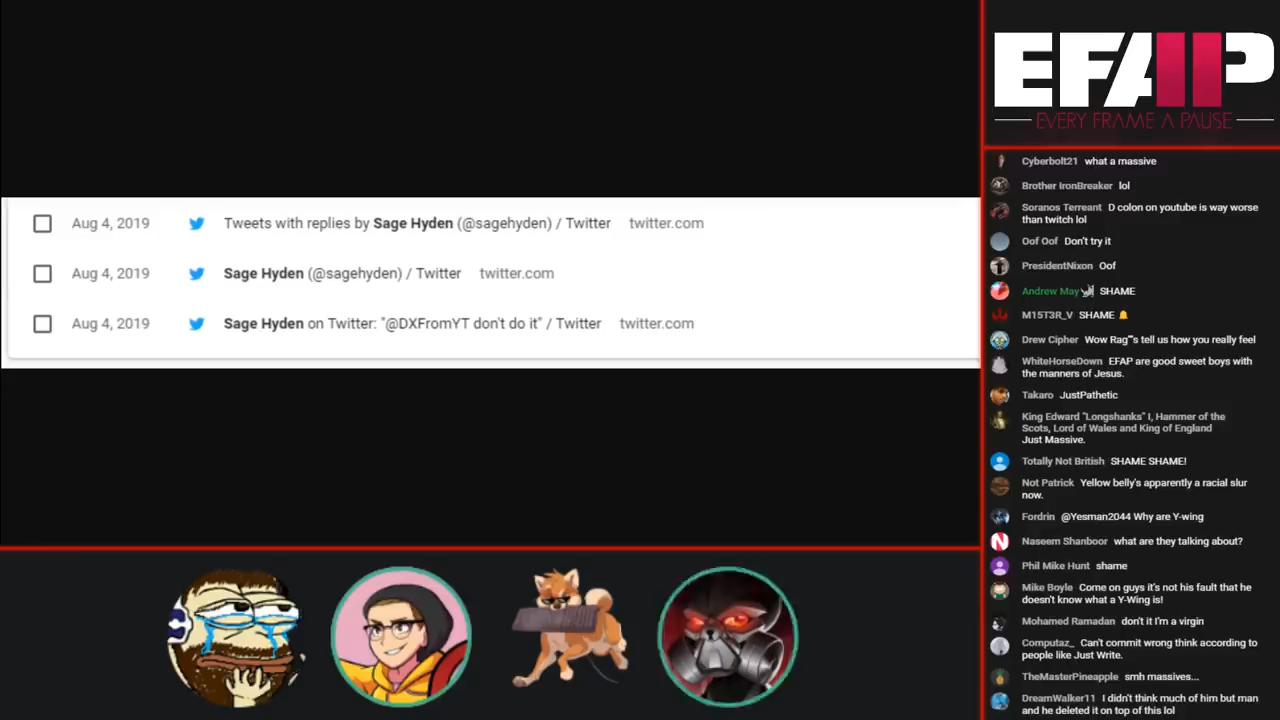 Aug 4, 2019 Tweets with replies by Sage Hyden (@sagehyden) / Twitter twitter.com
Aug 4, 2019 Sage Hyden (@sagehyden) / Twitter twitter.com
Aug 4, 2019 Sage Hyden on Twitter: "@DXFromYT don't do it" / Twitter twitter.com
EFAP
EVERY FRAME A PAUSE
Cyberbolt21 what a massive
Brother IronBreaker lol
Soranos Terreant D colon on youtube is way worse
than twitch lol
Oof Oof Don't try it
PresidentNixon Oof
Andrew May SHAME
M15T3R_V SHAME 🔔
Drew Cipher Wow Rag'''s tell us how you really feel
WhiteHorseDown EFAP are good sweet boys with
the manners of Jesus.
Takaro JustPathetic
King Edward "Longshanks" I, Hammer of the
Scots, Lord of Wales and King of England
Just Massive.
Totally Not British SHAME SHAME!
Not Patrick Yellow belly's apparently a racial slur
now.
Fordrin @Yesman2044 Why are Y-wing
Naseem Shanboor what are they talking about?
Phil Mike Hunt shame
Mike Boyle Come on guys it's not his fault that he
doesn't know what a Y-Wing is!
Mohamed Ramadan don't it I'm a virgin
Computaz_ Can't commit wrong think according to
people like Just Write.
TheMasterPineapple smh massives...
DreamWalker11 I didn't think much of him but man
and he deleted it on top of this lol